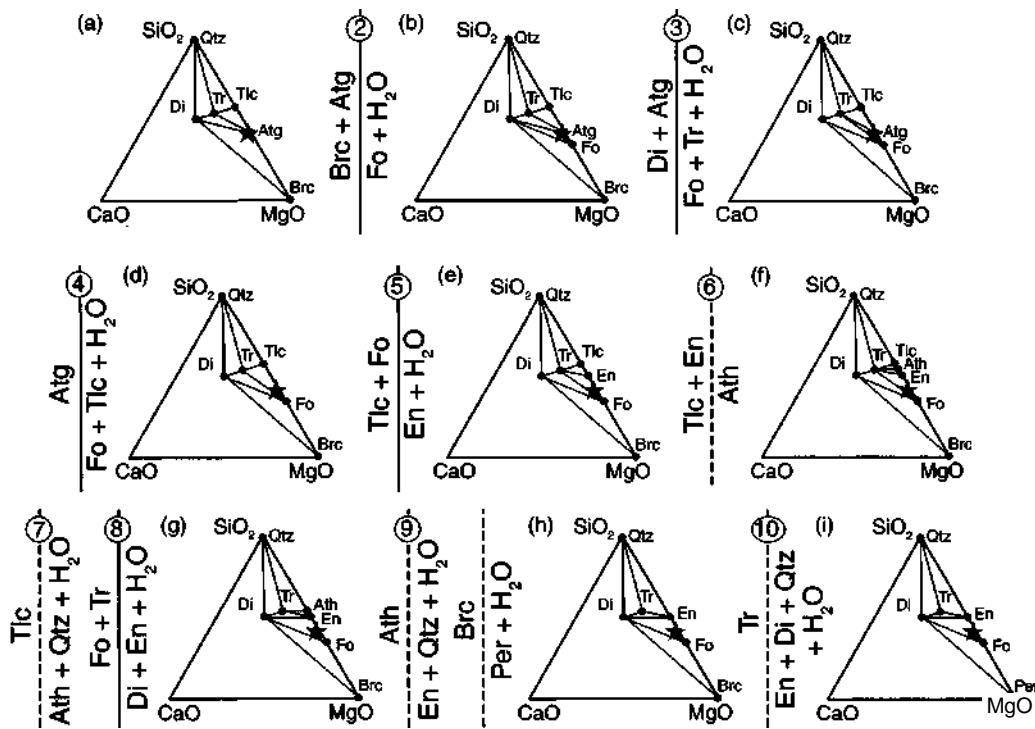 (a)
SiO₂ Qtz
Di
Tr
Tlc
Atg
Brc
CaO
MgO
②
Brc + Atg
Fo + H₂O
(b)
SiO₂ Qtz
Di
Tr
Tlc
Atg
Fo
Brc
CaO
MgO
③
Di + Atg
Fo + Tr + H₂O
(c)
SiO₂ Qtz
Di
Tr
Tlc
Atg
Fo
Brc
CaO
MgO
④
Atg
Fo + Tlc + H₂O
(d)
SiO₂ Qtz
Di
Tr
Tlc
Fo
Brc
CaO
MgO
⑤
Tlc + Fo
En + H₂O
(e)
SiO₂ Qtz
Di
Tr
Tlc
En
Fo
Brc
CaO
MgO
⑥
Tlc + En
Ath
(f)
SiO₂ Qtz
Di
Tr
Tlc
Ath
En
Fo
Brc
CaO
MgO
⑦
Tlc
Ath + Qtz + H₂O
⑧
Fo + Tr
Di + En + H₂O
(g)
SiO₂ Qtz
Di
Tr
Ath
En
Fo
Brc
CaO
MgO
⑨
Ath
En + Qtz + H₂O
Brc
Per + H₂O
(h)
SiO₂ Qtz
Di
Tr
En
Fo
Brc
CaO
MgO
⑩
Tr
En + Di + Qtz
+ H₂O
(i)
SiO₂ Qtz
Di
Tr
En
Fo
Per
CaO
MgO